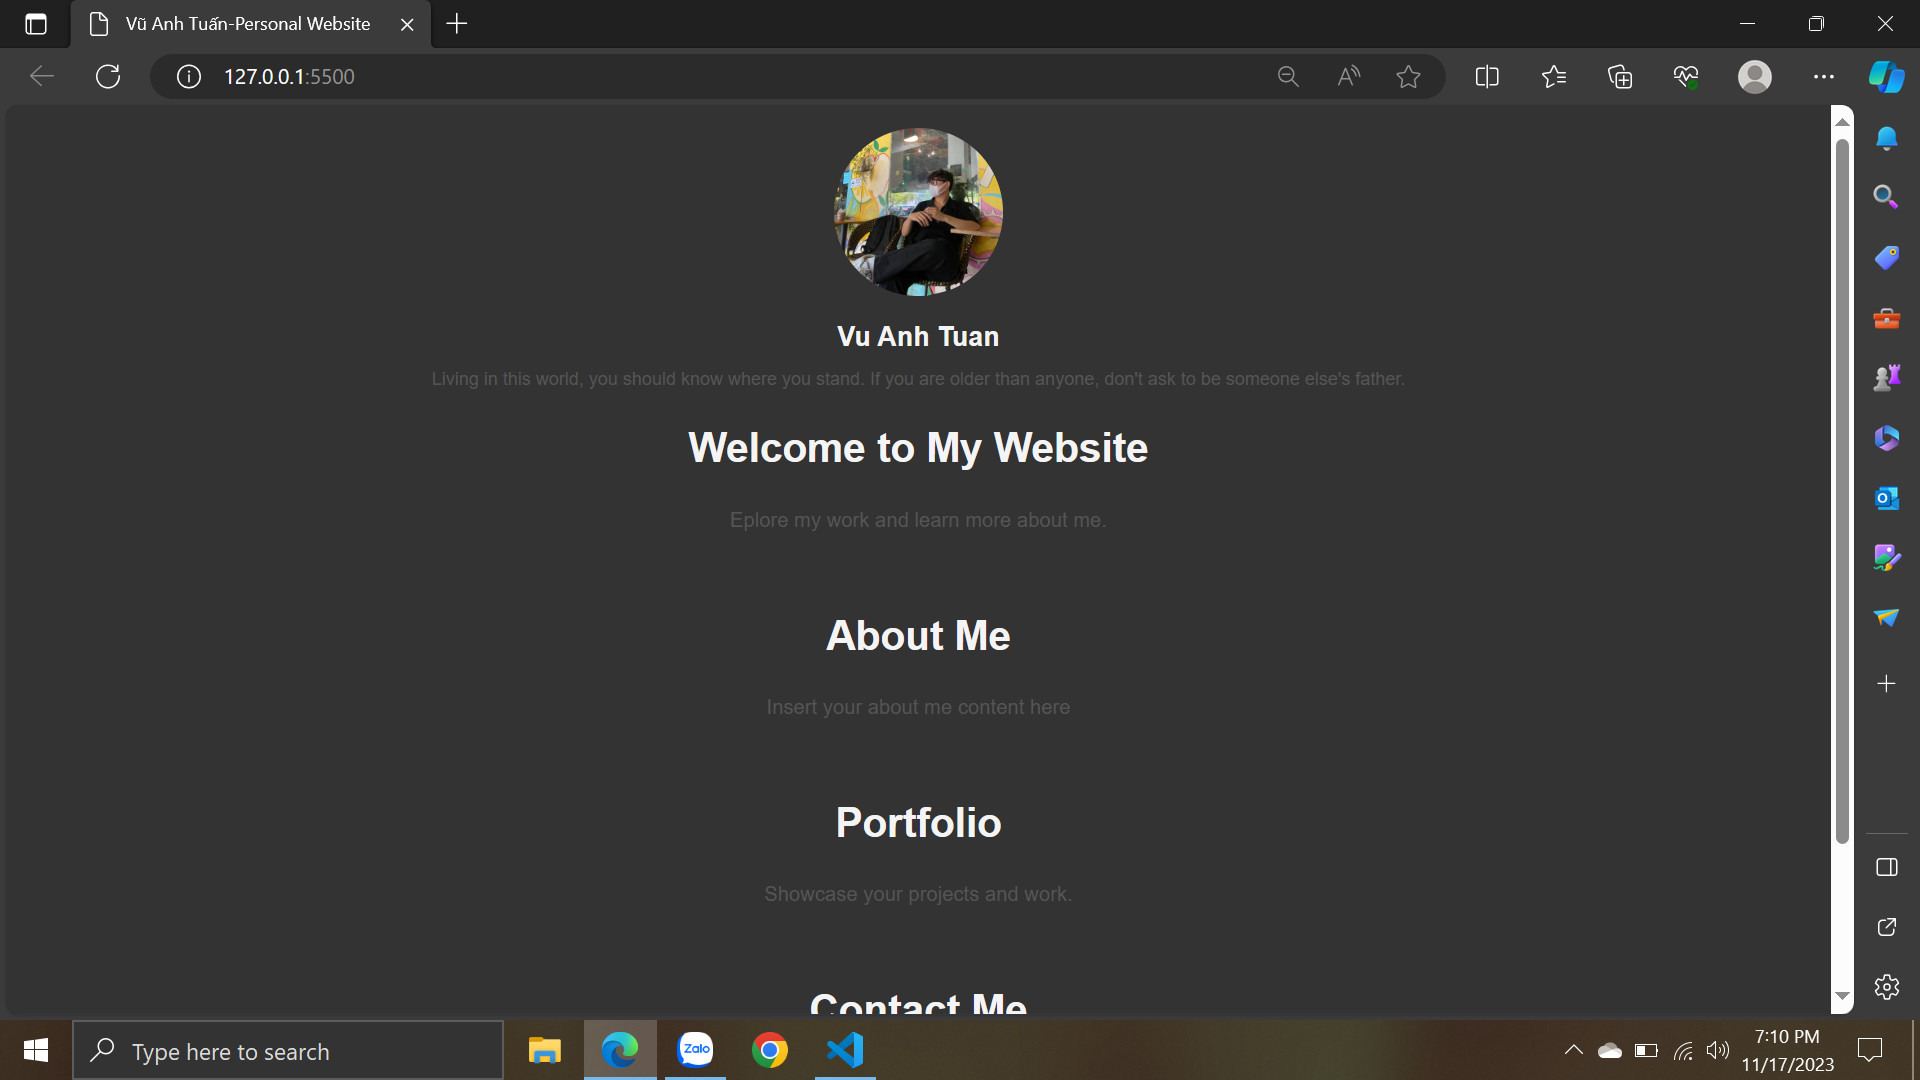 Vũ Anh Tuấn-Personal Website
127.0.0.1:5500
Vu Anh Tuan
Living in this world, you should know where you stand. If you are older than anyone, don't ask to be someone else's father.
Welcome to My Website
Eplore my work and learn more about me.
About Me
Insert your about me content here
Portfolio
Showcase your projects and work.
Contact Me
Type here to search
Zalo
7:10 PM
11/17/2023